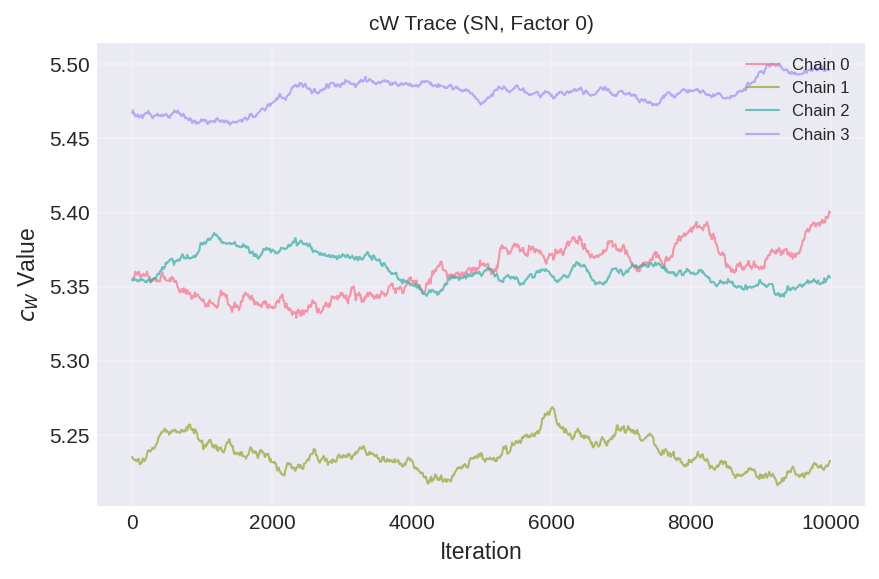 cW Trace (SN, Factor 0)
5.50
5.45
5.40
5.35
5.30
5.25
c_W Value
Chain 0
Chain 1
Chain 2
Chain 3
0 2000 4000 6000 8000 10000
Iteration